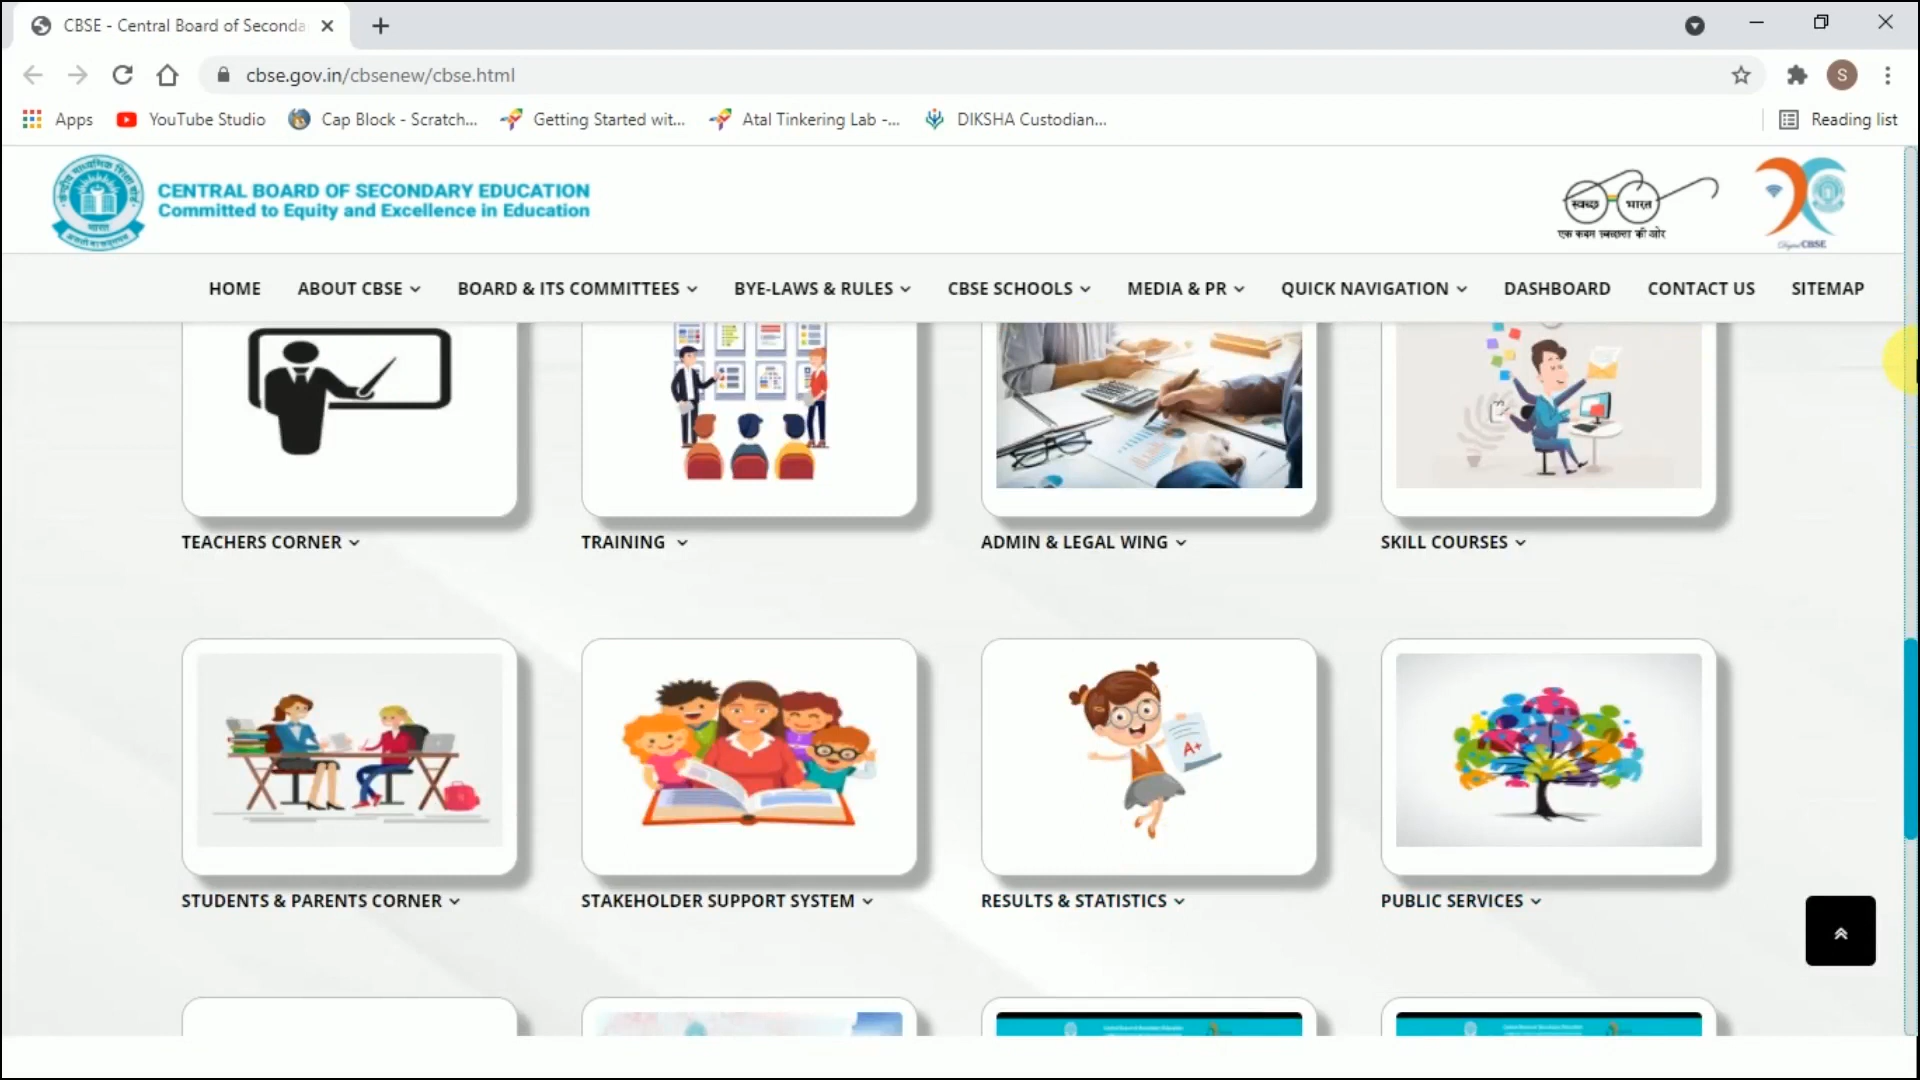 CBSE - Central Board of Seconda
cbse.gov.in/cbsenew/cbse.html
S
Apps
YouTube Studio
Cap Block - Scratch...
Getting Started wit...
Atal Tinkering Lab -...
DIKSHA Custodian...
Reading list
CENTRAL BOARD OF SECONDARY EDUCATION
Committed to Equity and Excellence in Education
भारत
स्वच्छ भारत
एक कदम स्वच्छता की ओर
Digital CBSE
HOME
ABOUT CBSE
BOARD & ITS COMMITTEES
BYE-LAWS & RULES
CBSE SCHOOLS
MEDIA & PR
QUICK NAVIGATION
DASHBOARD
CONTACT US
SITEMAP
TEACHERS CORNER
TRAINING
ADMIN & LEGAL WING
SKILL COURSES
A+
STUDENTS & PARENTS CORNER
STAKEHOLDER SUPPORT SYSTEM
RESULTS & STATISTICS
PUBLIC SERVICES